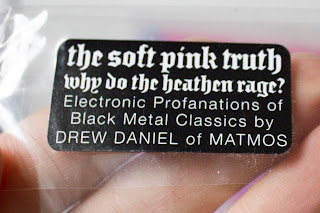 the soft pink truth
why do the heathen rage?
Electronic Profanations of
Black Metal Classics by
DREW DANIEL of MATMOS